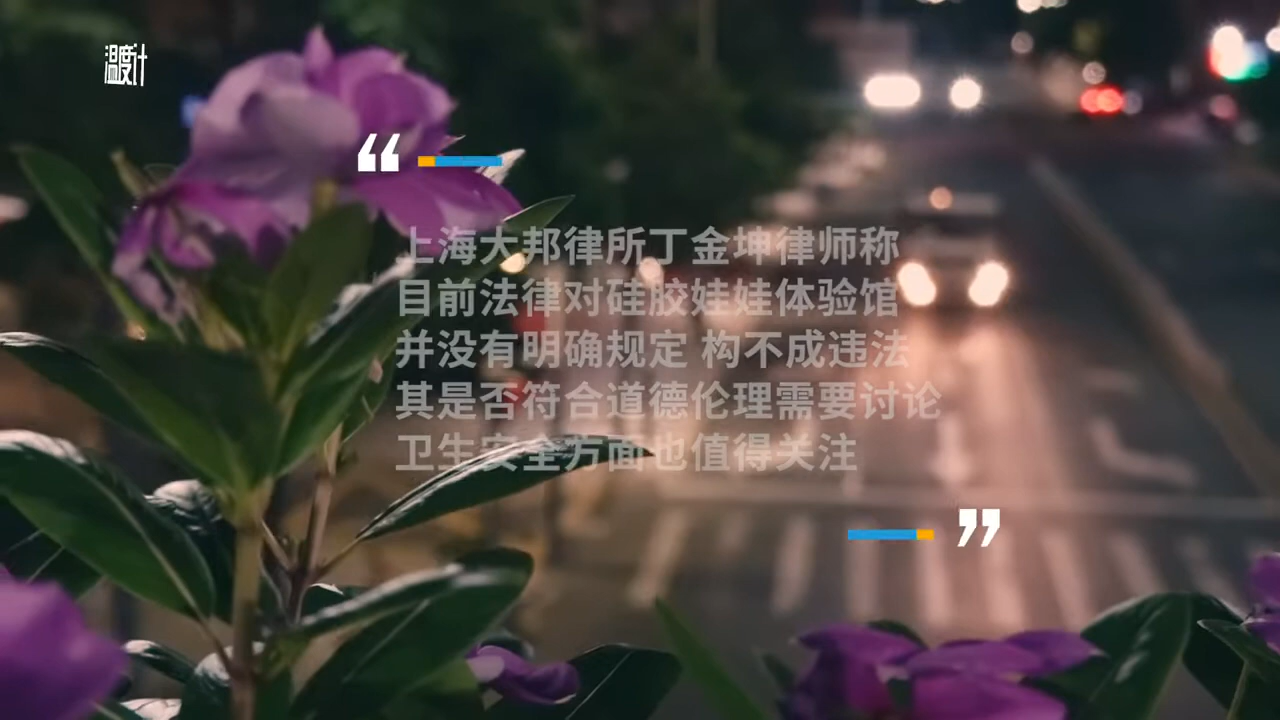 温度计
“
上海大邦律所丁金坤律师称
目前法律对硅胶娃娃体验馆
并没有明确规定 构不成违法
其是否符合道德伦理需要讨论
卫生安全方面也值得关注
”